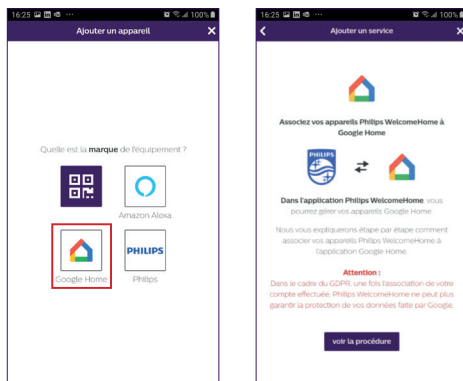 16:25 ... 100%
Ajouter un appareil
Quelle est la marque de l'équipement ?
Amazon Alexa
PHILIPS
Google Home
Philips
16:25 ... 100%
Ajouter un service
Associez vos appareils Philips WelcomeHome à
Google Home
PHILIPS
Dans l'application Philips WelcomeHome, vous
pourrez gérer vos appareils Google Home
Nous vous expliquerons étape par étape comment
associer vos appareils Philips WelcomeHome à
l'application Google Home.
Attention :
Dans le cadre du GDPR, une fois l'association de votre
compte effectuée, Philips WelcomeHome ne peut plus
garantir la protection de vos données faite par Google.
voir la procédure